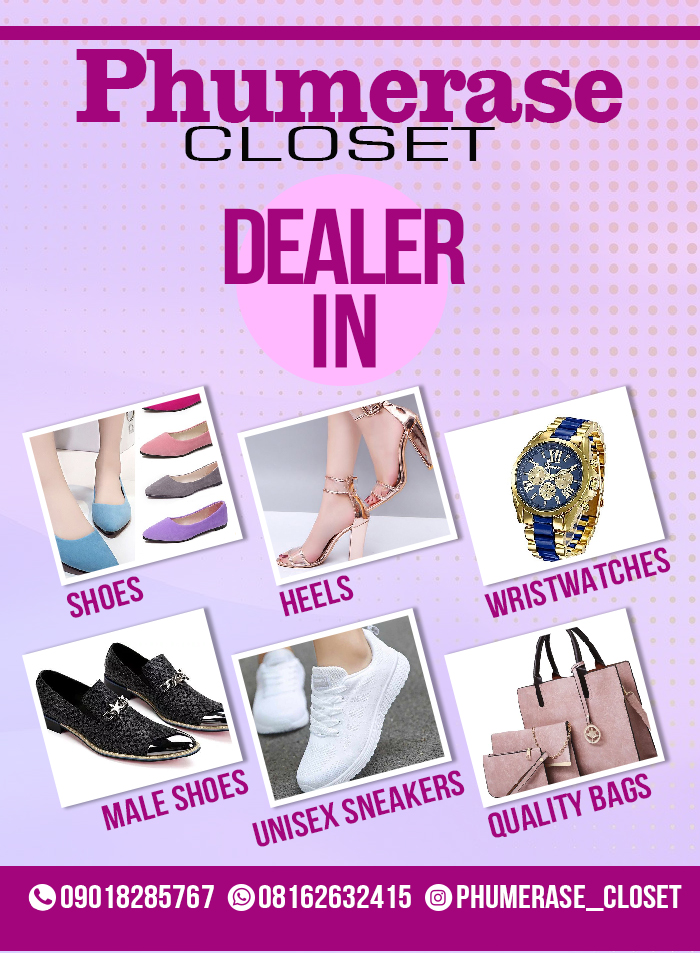 Phumerase
CLOSET
DEALER
IN
SHOES
HEELS
WRISTWATCHES
MALE SHOES
UNISEX SNEAKERS
QUALITY BAGS
09018285767 08162632415 PHUMERASE_CLOSET